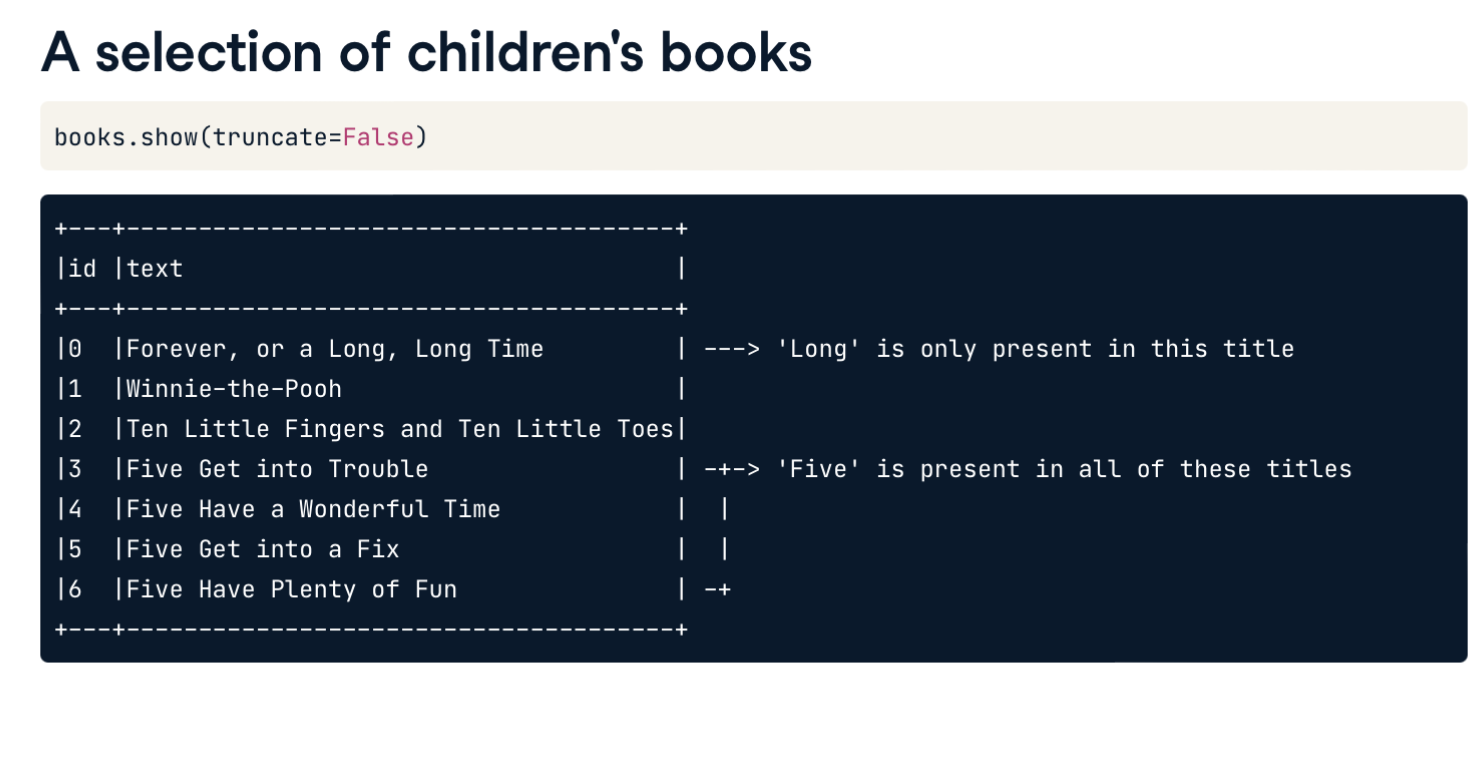 A selection of children's books
books.show(truncate=False)
+---+--------------------------------------+
|id |text                                  |
+---+--------------------------------------+
|0  |Forever, or a Long, Long Time         | ---> 'Long' is only present in this title
|1  |Winnie-the-Pooh                       |
|2  |Ten Little Fingers and Ten Little Toes|
|3  |Five Get into Trouble                 | -+-> 'Five' is present in all of these titles
|4  |Five Have a Wonderful Time            |  |
|5  |Five Get into a Fix                   |  |
|6  |Five Have Plenty of Fun               | -+
+---+--------------------------------------+